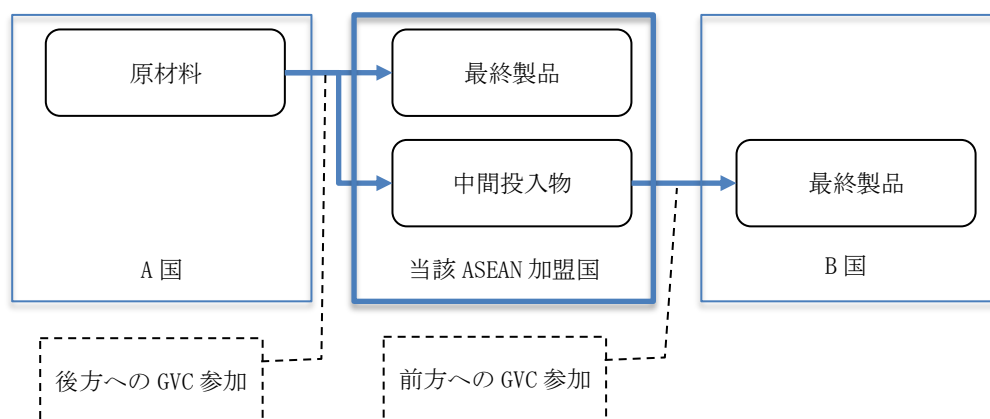 原材料
最終製品
中間投入物
最終製品
A 国
当該 ASEAN 加盟国
B 国
後方への GVC 参加
前方への GVC 参加